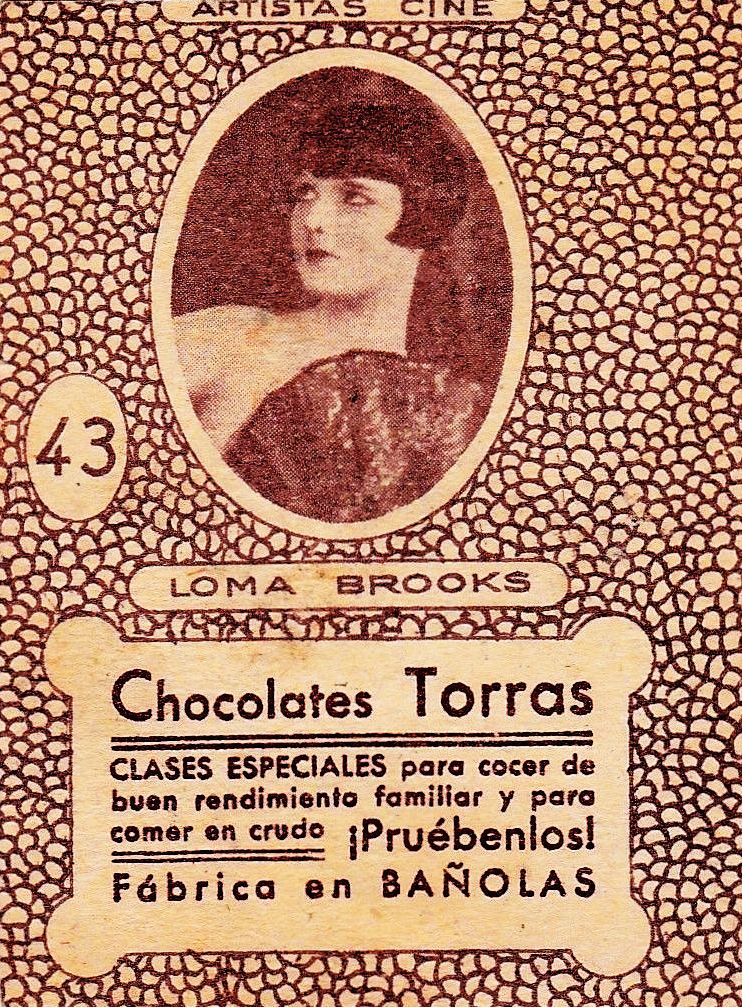 ARTISTAS CINE
43
LOMA BROOKS
Chocolates Torras
CLASES ESPECIALES para cocer de
buen rendimiento familiar y para
comer en crudo ¡Pruébenlos!
Fábrica en BAÑOLAS